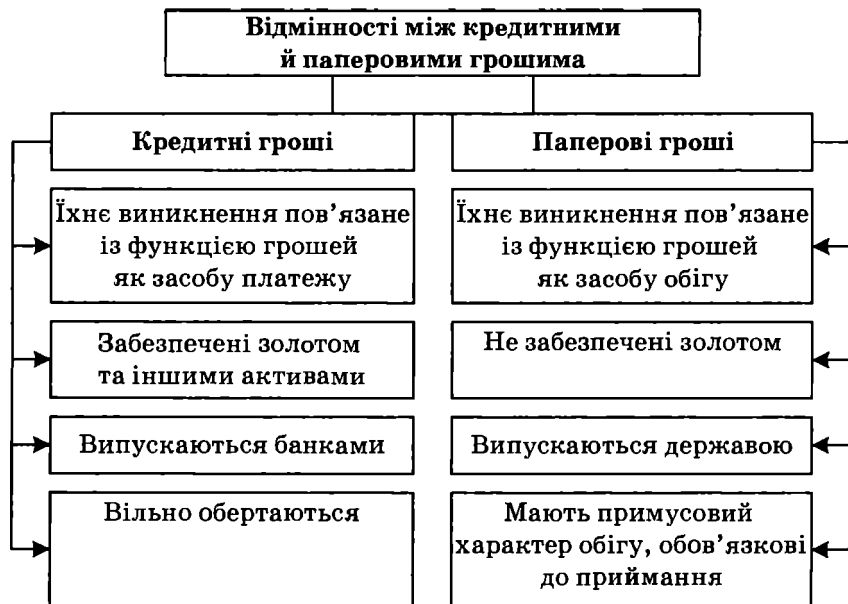 Відмінності між кредитними
й паперовими грошима
Кредитні гроші
Паперові гроші
Їхнє виникнення пов’язане
із функцією грошей
як засобу платежу
Їхнє виникнення пов’язане
із функцією грошей
як засобу обігу
Забезпечені золотом
та іншими активами
Не забезпечені золотом
Випускаються банками
Випускаються державою
Вільно обертаються
Мають примусовий
характер обігу, обов’язкові
до приймання